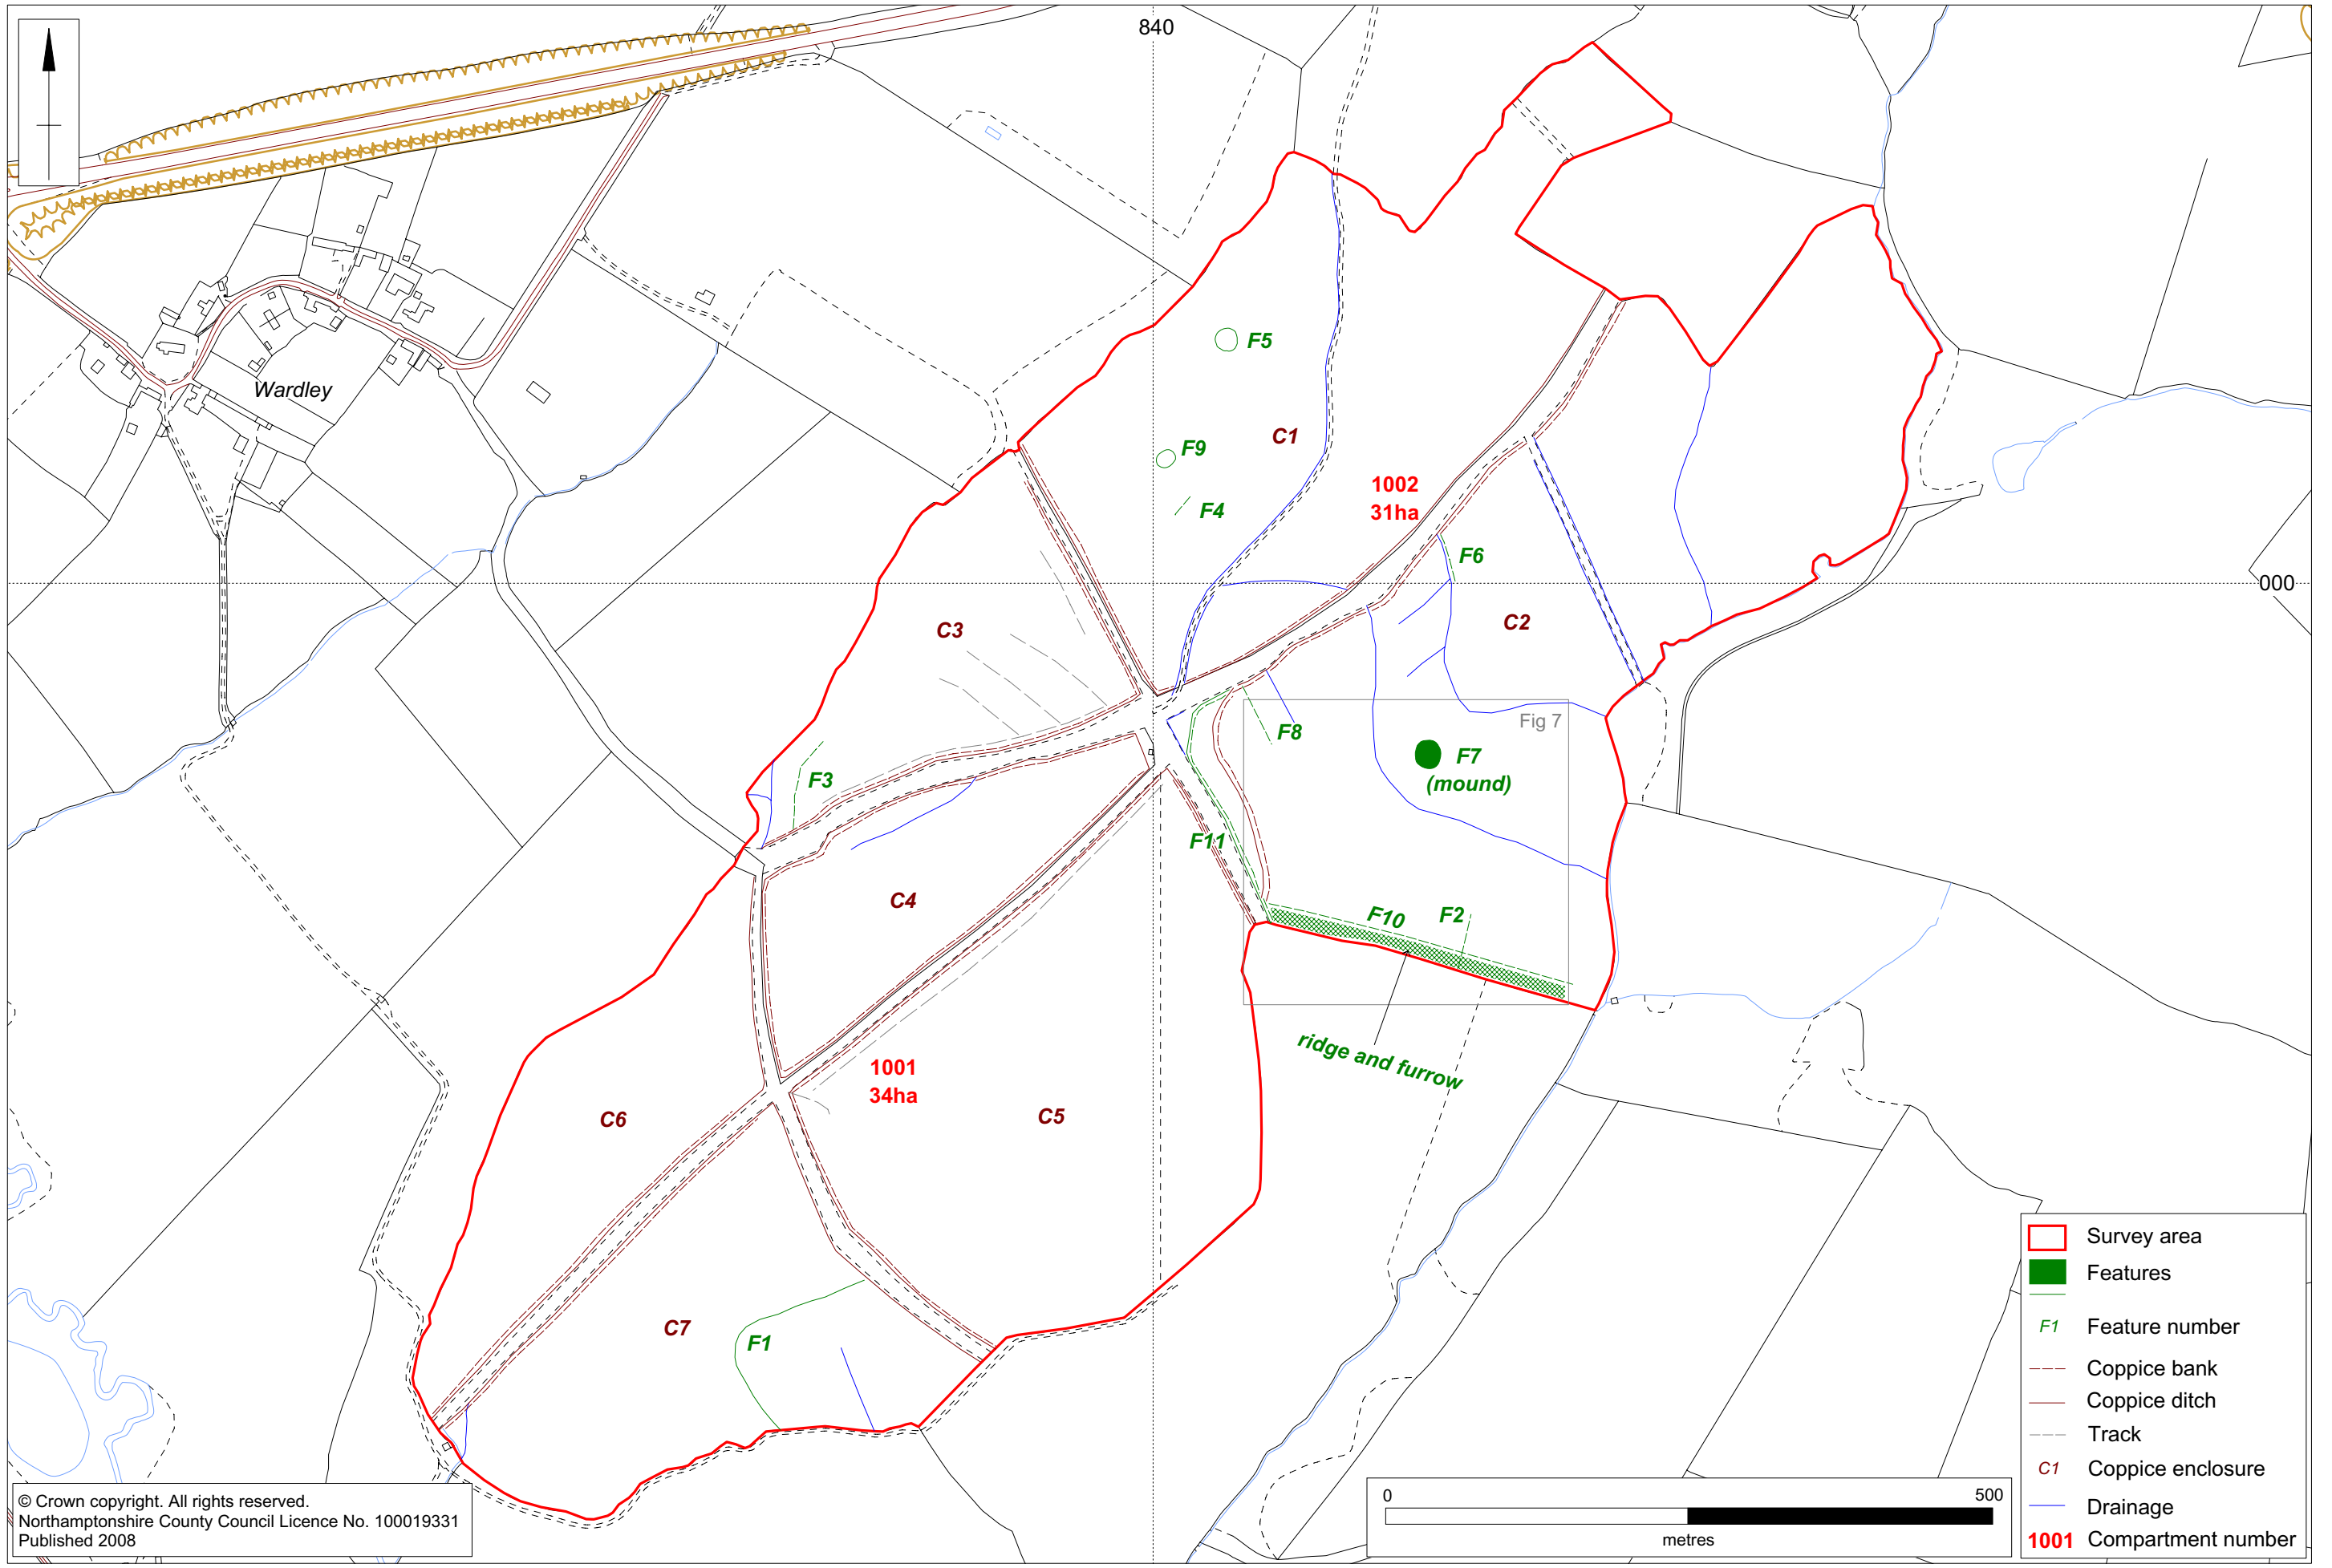 840
Wardley
F5
F9
C1
F4
1002
31ha
F6
000
C2
C3
Fig 7
F8
F7
(mound)
F3
F11
C4
F10
F2
ridge and furrow
1001
34ha
C6
C5
C7
F1
Survey area
Features
F1 Feature number
Coppice bank
Coppice ditch
Track
C1 Coppice enclosure
Drainage
1001 Compartment number
0 500
metres
© Crown copyright. All rights reserved.
Northamptonshire County Council Licence No. 100019331
Published 2008